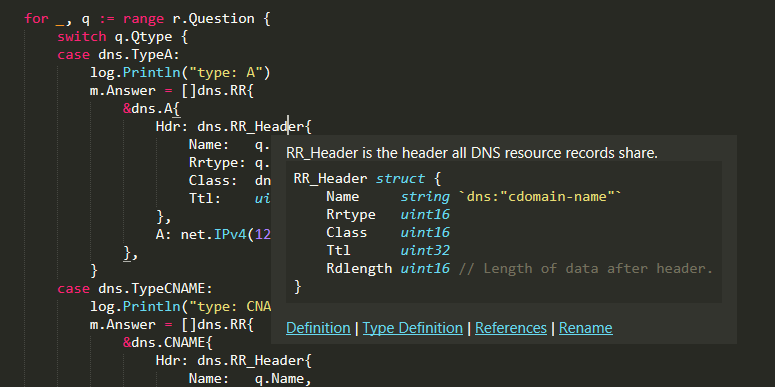 for _, q := range r.Question {
switch q.Qtype {
case dns.TypeA:
log.Println("type: A")
m.Answer = []dns.RR{
&dns.A{
Hdr: dns.RR_Header{
Name: q.
Rrtype: q.
Class: dn
Ttl: ui
},
A: net.IPv4(12
},
}
case dns.TypeCNAME:
log.Println("type: CNA
m.Answer = []dns.RR{
&dns.CNAME{
Hdr: dns.RR_Header{
Name: q.Name,
RR_Header is the header all DNS resource records share.
RR_Header struct {
Name string `dns:"cdomain-name"`
Rrtype uint16
Class uint16
Ttl uint32
Rdlength uint16 // Length of data after header.
}
Definition | Type Definition | References | Rename